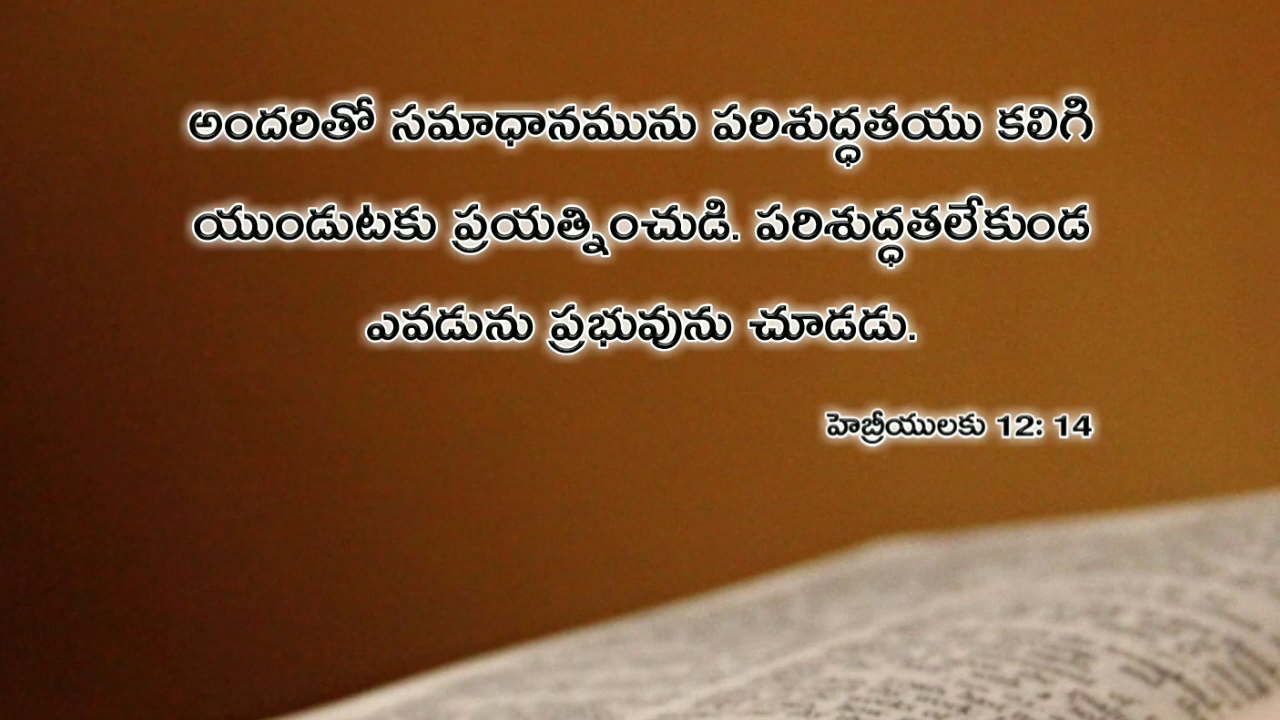 అందరితో సమాధానమును పరిశుద్ధతయు కలిగి
యుండుటకు ప్రయత్నించుడి. పరిశుద్ధతలేకుండ
ఎవడును ప్రభువును చూడడు.
హెబ్రీయులకు 12: 14